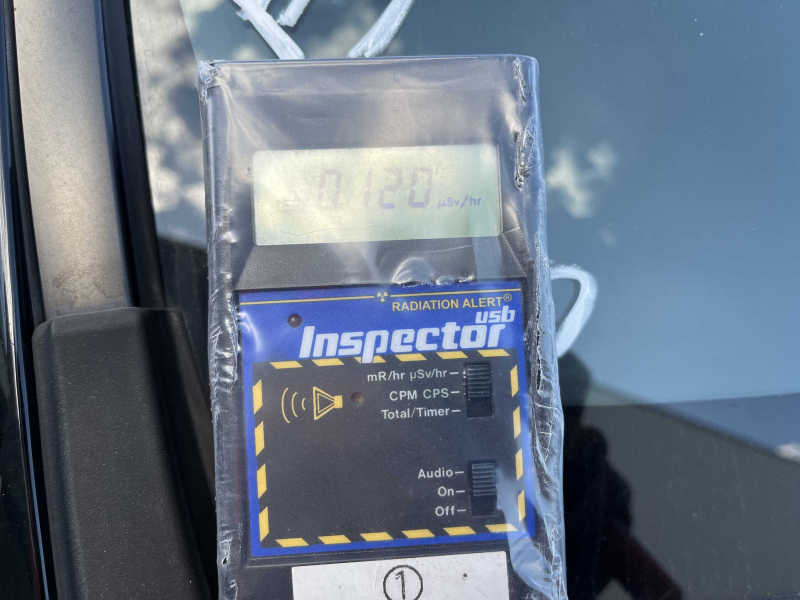 0.120 µSv/hr
RADIATION ALERT®
Inspector usb
mR/hr µSv/hr
CPM CPS
Total/Timer
Audio
On
Off
①